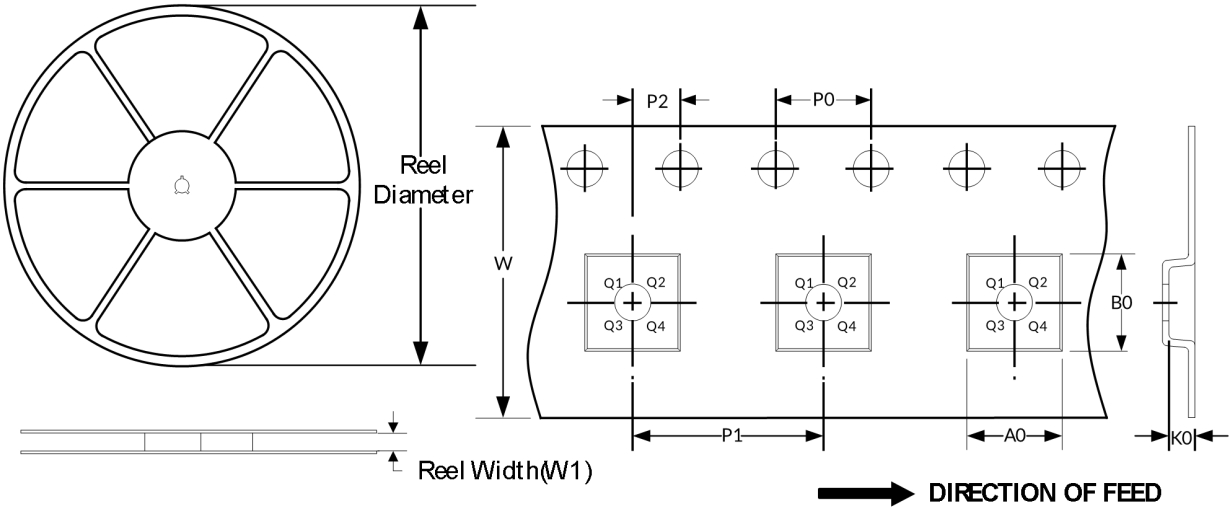 P2
P0
Reel
Diameter
W
Q1 Q2
Q3 Q4
Q1 Q2
Q3 Q4
Q1 Q2
Q3 Q4
B0
P1
A0
K0
Reel Width(W1)
DIRECTION OF FEED